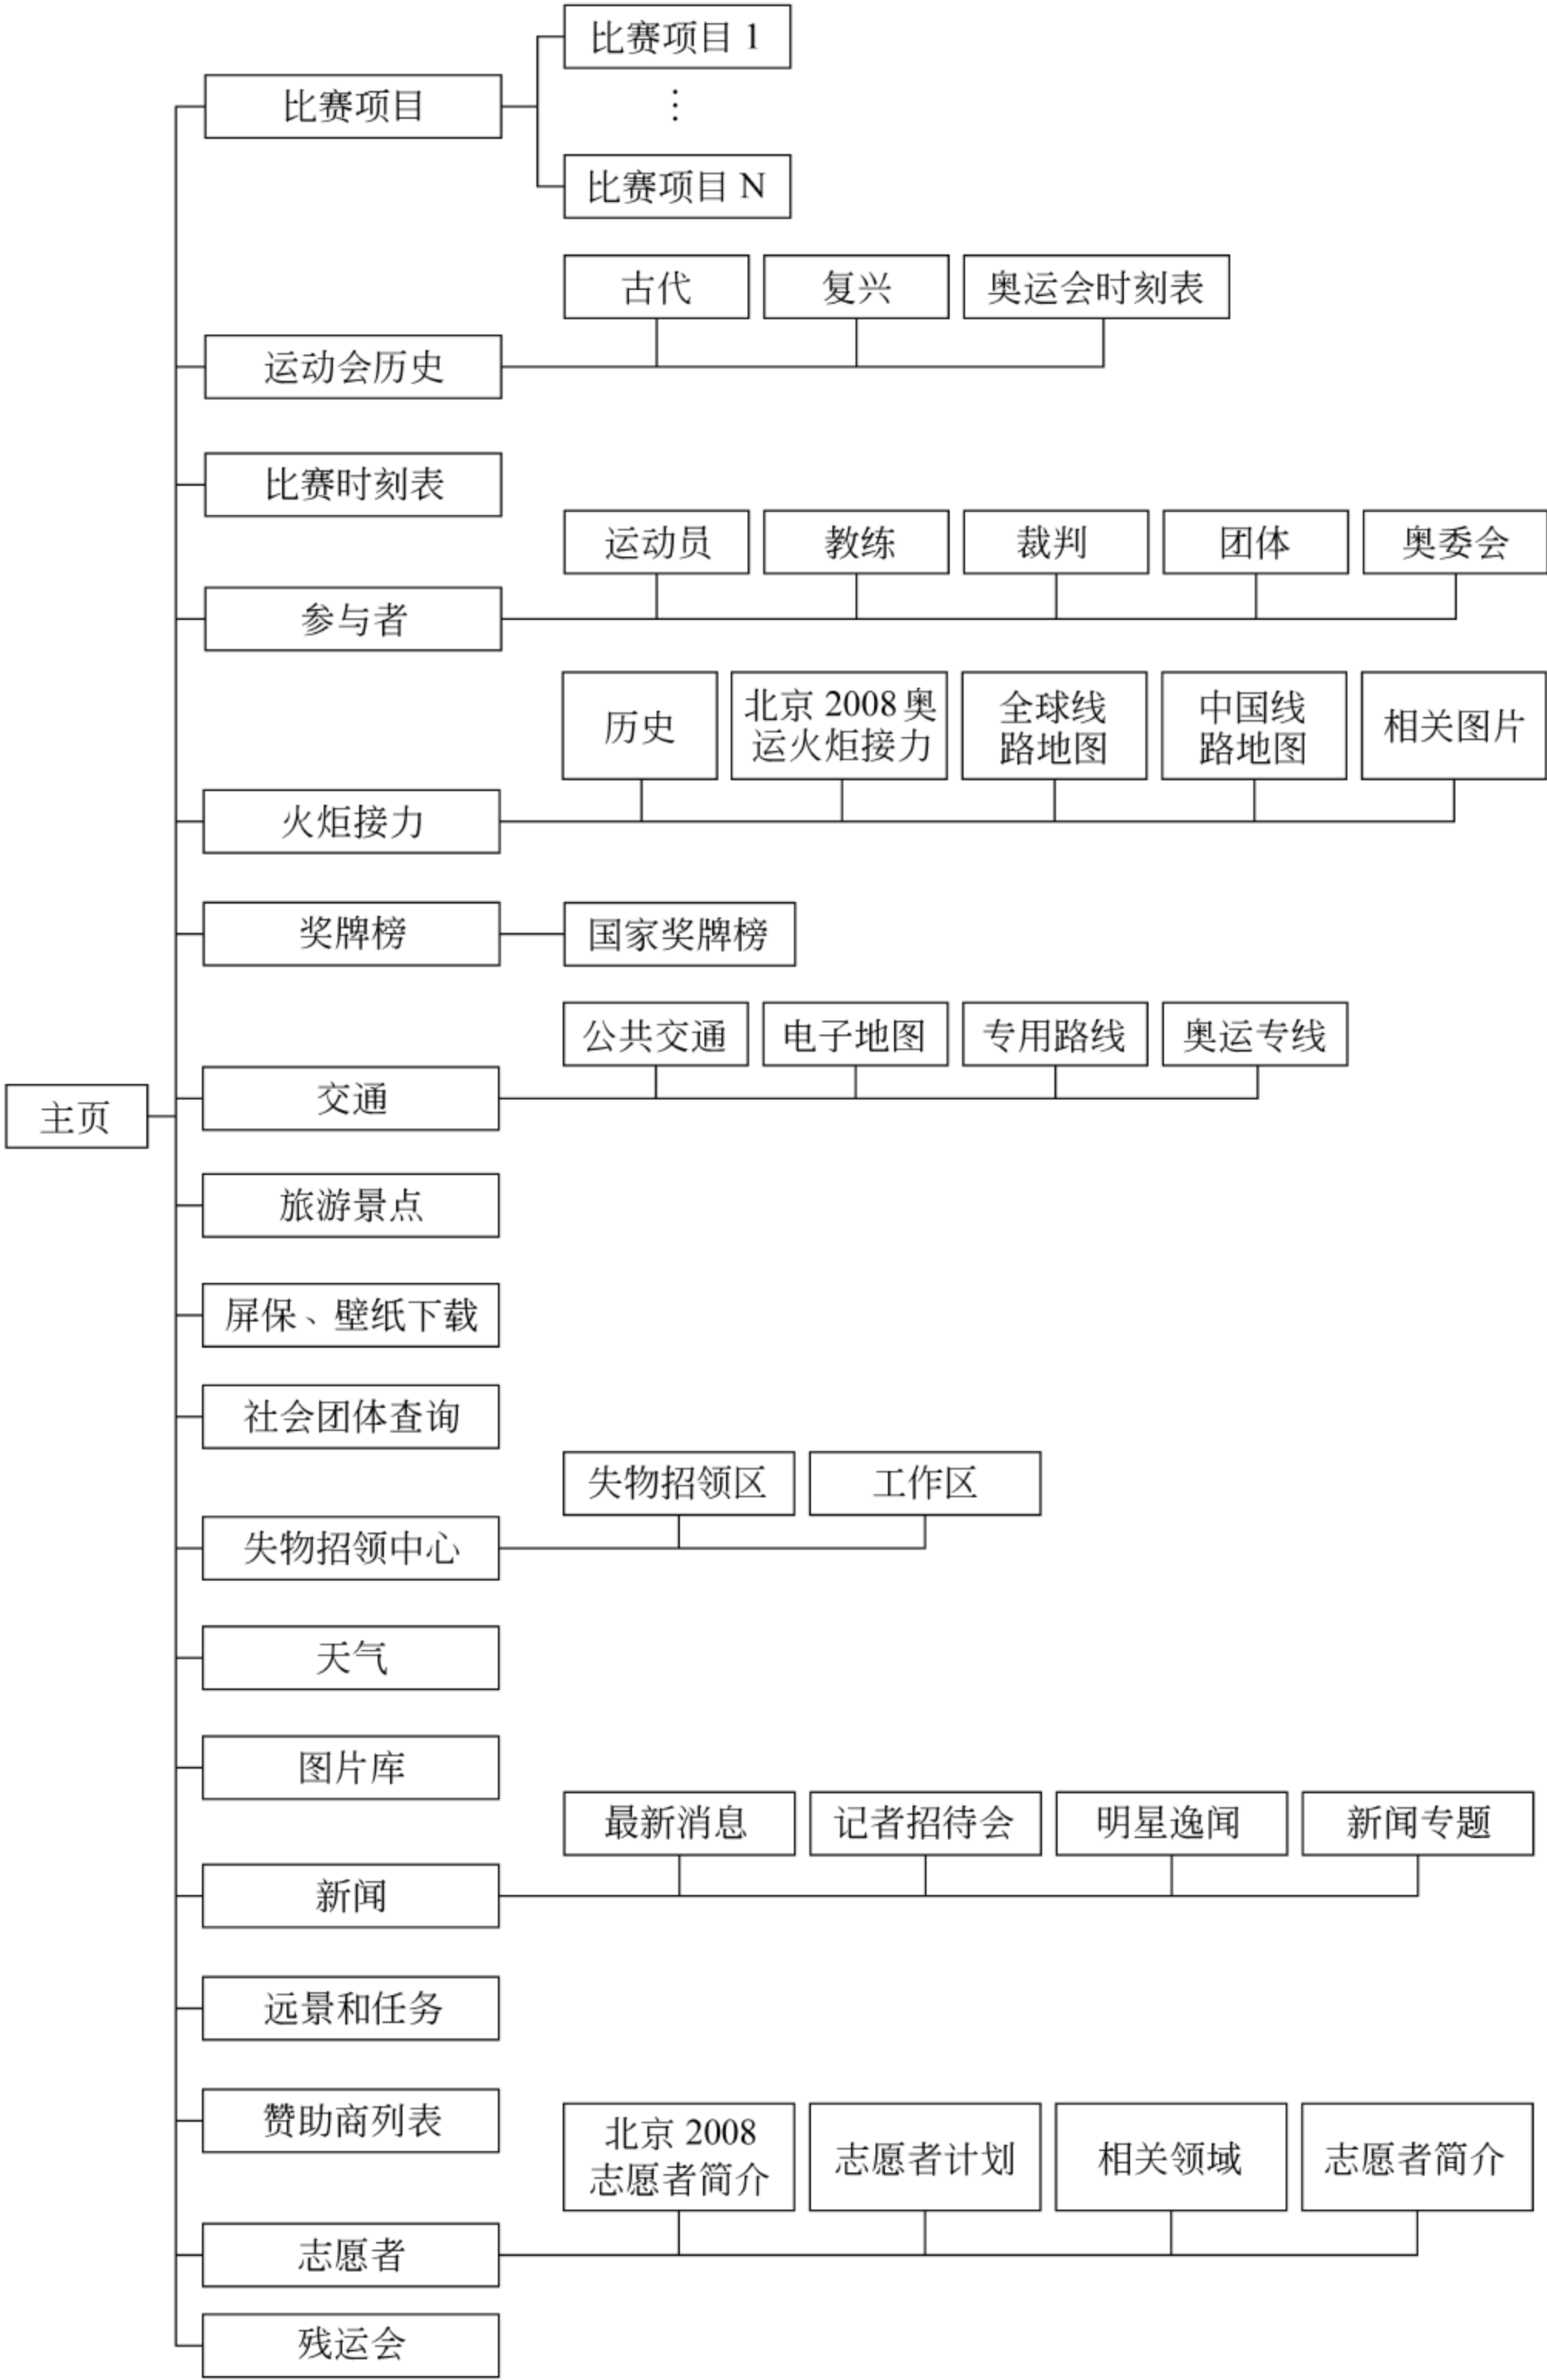 比赛项目 1
比赛项目
⋮
比赛项目 N
古代
复兴
奥运会时刻表
运动会历史
比赛时刻表
运动员
教练
裁判
团体
奥委会
参与者
历史
北京 2008 奥
运火炬接力
全球线
路地图
中国线
路地图
相关图片
火炬接力
奖牌榜
国家奖牌榜
公共交通
电子地图
专用路线
奥运专线
交通
主页
旅游景点
屏保、壁纸下载
社会团体查询
失物招领区
工作区
失物招领中心
天气
图片库
最新消息
记者招待会
明星逸闻
新闻专题
新闻
远景和任务
赞助商列表
北京 2008
志愿者简介
志愿者计划
相关领域
志愿者简介
志愿者
残运会